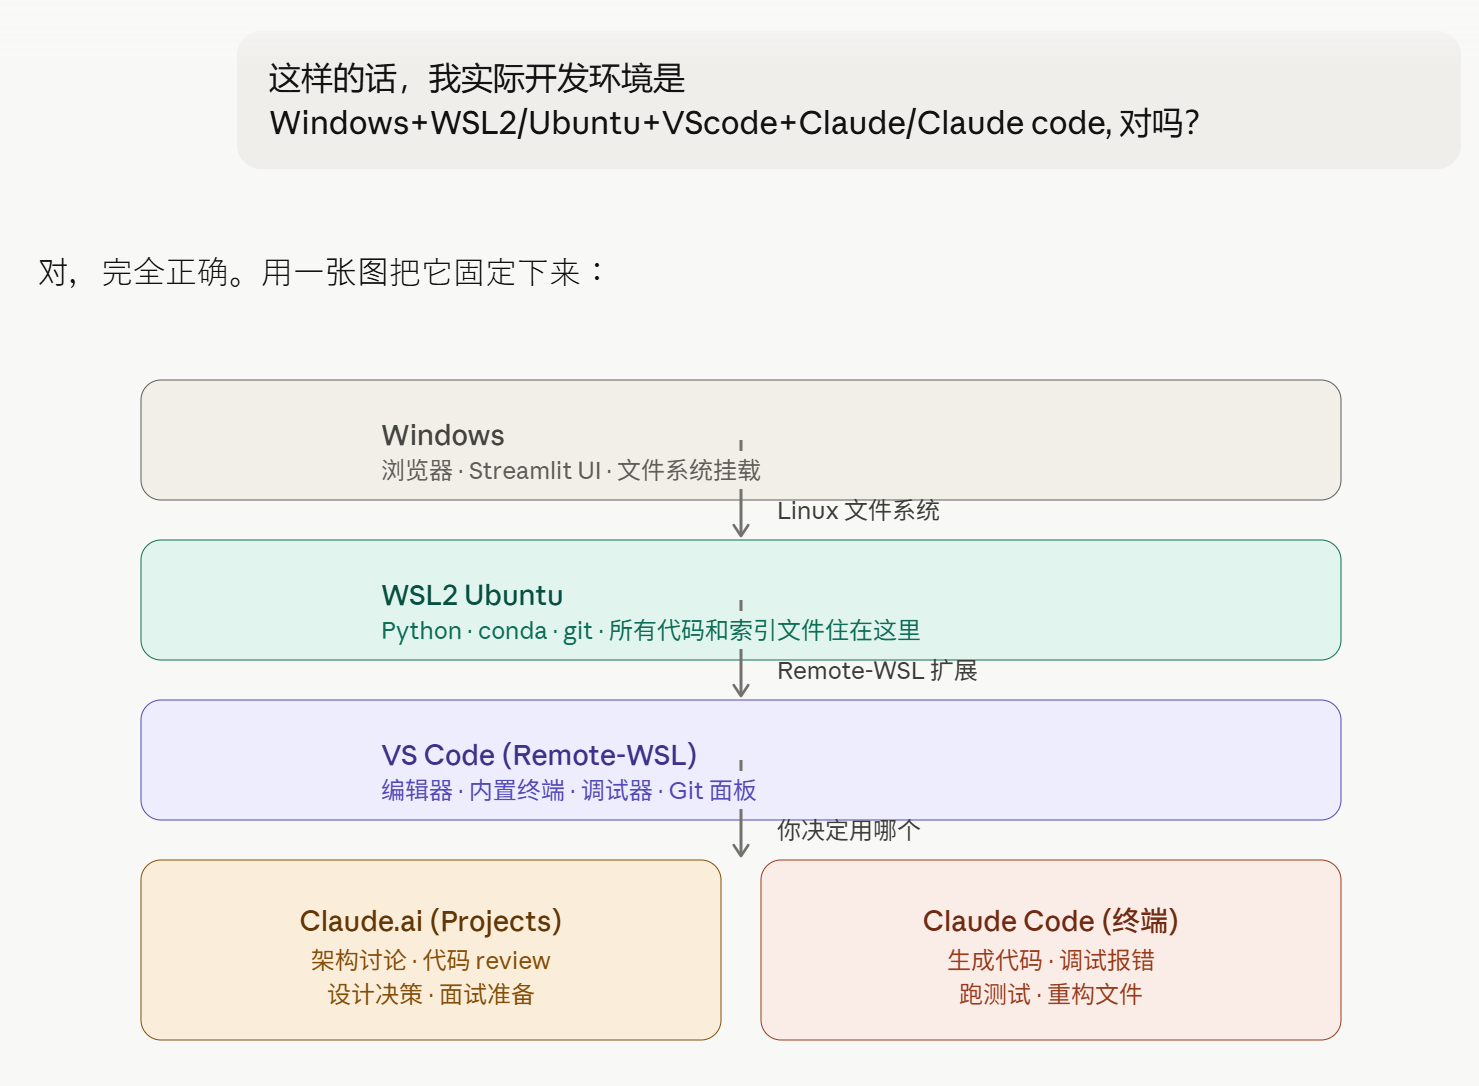 这样的话，我实际开发环境是
Windows+WSL2/Ubuntu+VScode+Claude/Claude code, 对吗？
对，完全正确。用一张图把它固定下来：
Windows
浏览器 · Streamlit UI · 文件系统挂载
Linux 文件系统
WSL2 Ubuntu
Python · conda · git · 所有代码和索引文件住在这里
Remote-WSL 扩展
VS Code (Remote-WSL)
编辑器 · 内置终端 · 调试器 · Git 面板
你决定用哪个
Claude.ai (Projects)
架构讨论 · 代码 review
设计决策 · 面试准备
Claude Code (终端)
生成代码 · 调试报错
跑测试 · 重构文件